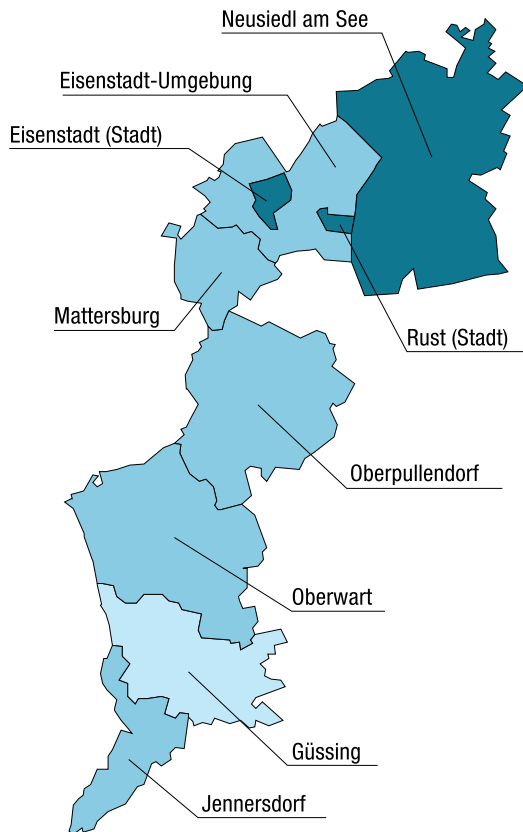 Neusiedl am See
Eisenstadt-Umgebung
Eisenstadt (Stadt)
Mattersburg
Rust (Stadt)
Oberpullendorf
Oberwart
Güssing
Jennersdorf